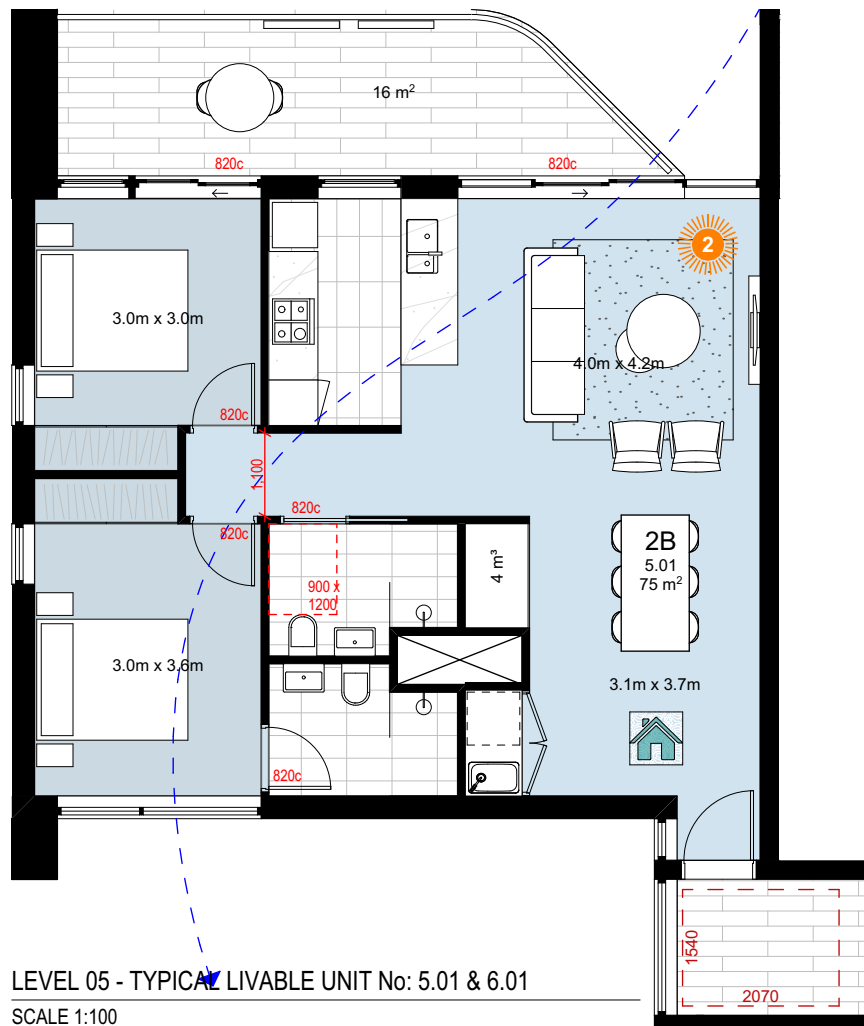 16 m²
820c
820c
2
3.0m x 3.0m
4.0m x 4.2m
820c
1,100
820c
820c
900 x
1200
4 m³
2B
5.01
75 m²
3.0m x 3.6m
3.1m x 3.7m
820c
1540
2070
LEVEL 05 - TYPICAL LIVABLE UNIT No: 5.01 & 6.01
SCALE 1:100